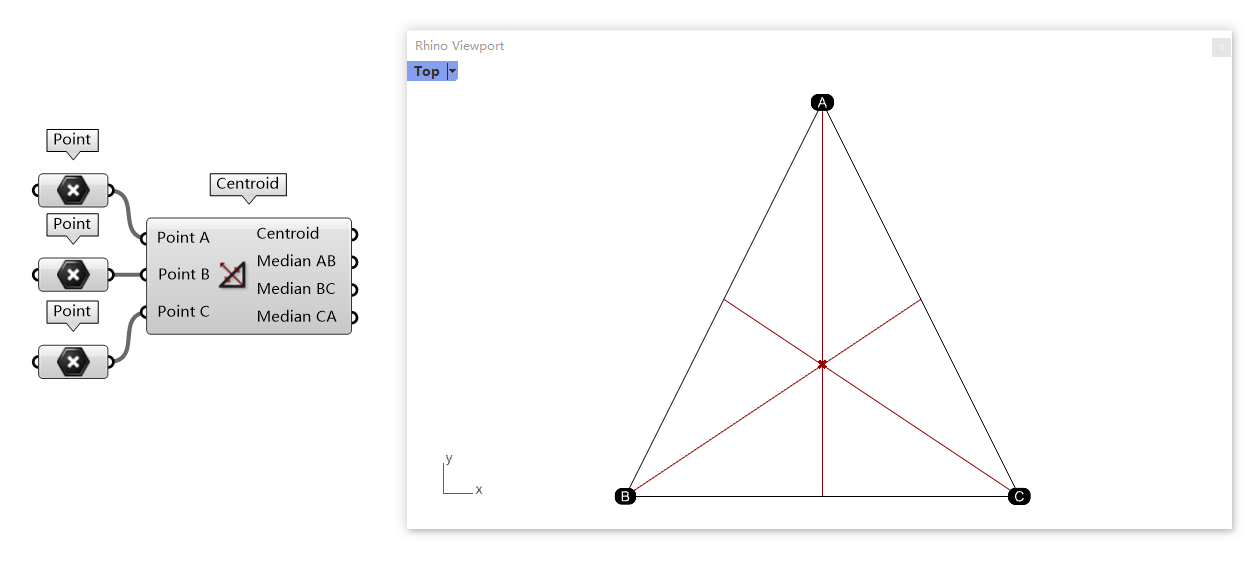 Point
Point
Point
Centroid
Point A
Point B
Point C
Centroid
Median AB
Median BC
Median CA
Rhino Viewport
x
Top
A
B
C
y
x